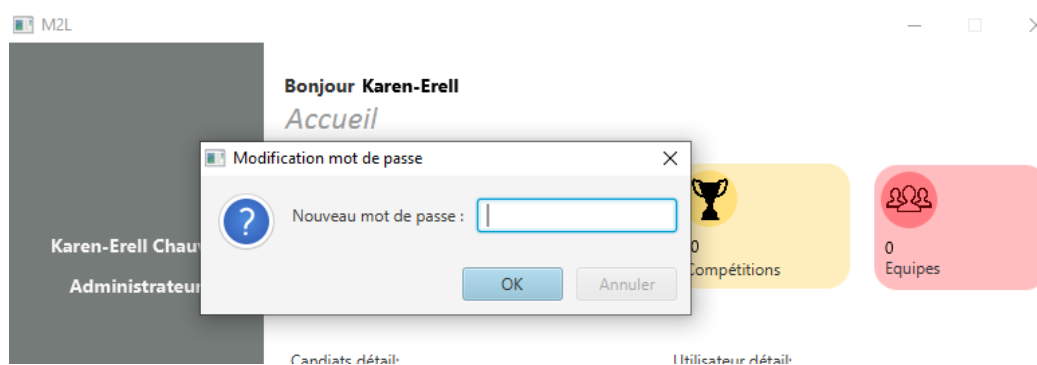 M2L
Bonjour Karen-Erell
Accueil
Modification mot de passe
Nouveau mot de passe :
OK
Annuler
Karen-Erell Chau
Administrateur
0
Compétitions
0
Equipes
Candiats détail:
Utilisateur détail: